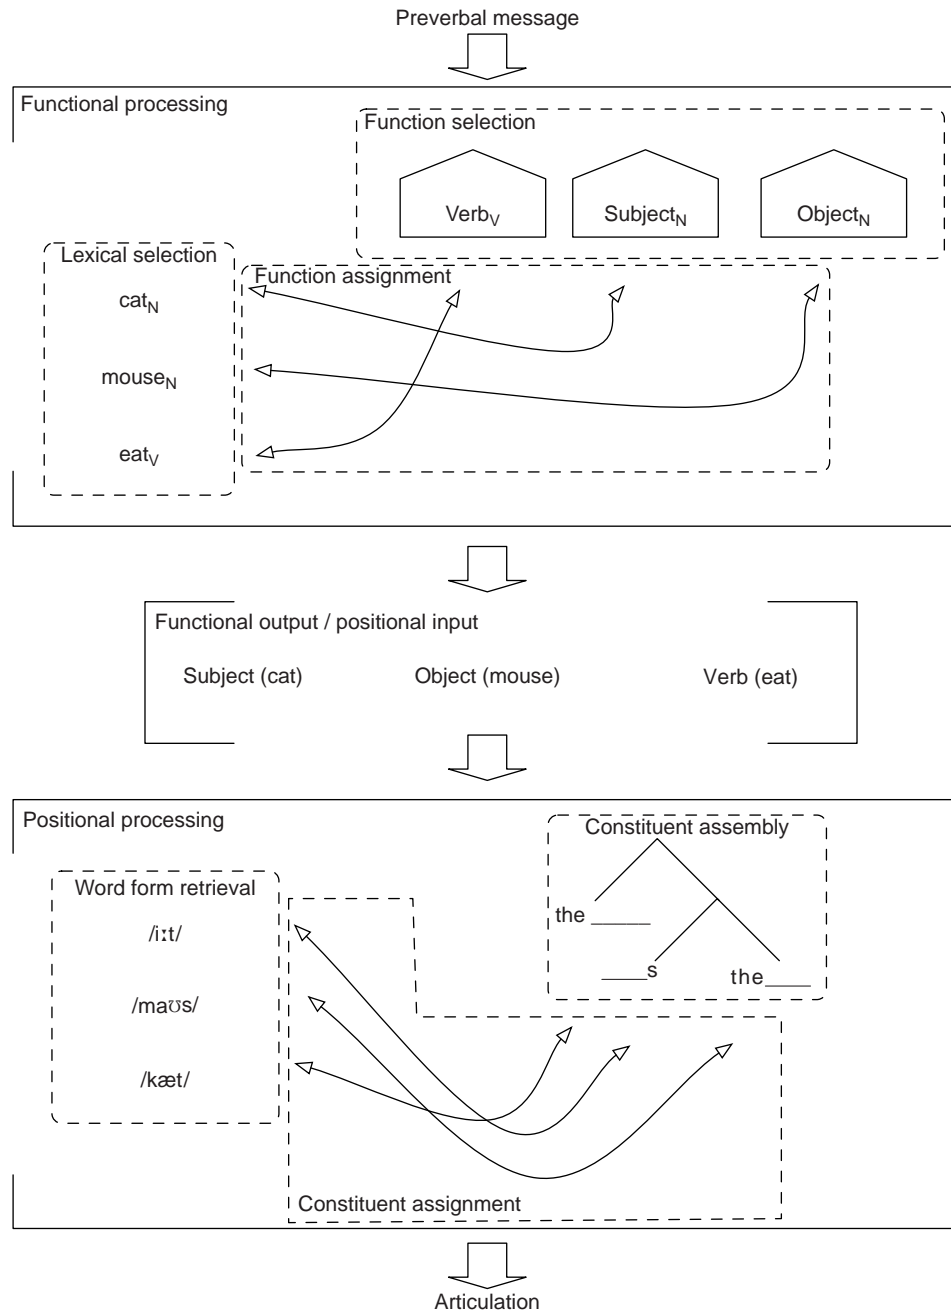 Preverbal message
Functional processing
Function selection
Verb_V Subject_N Object_N
Lexical selection
Function assignment
cat_N
mouse_N
eat_V
Functional output / positional input
Subject (cat) Object (mouse) Verb (eat)
Positional processing
Constituent assembly
Word form retrieval
the _____
/iːt/
____s the____
/maʊs/
/kæt/
Constituent assignment
Articulation